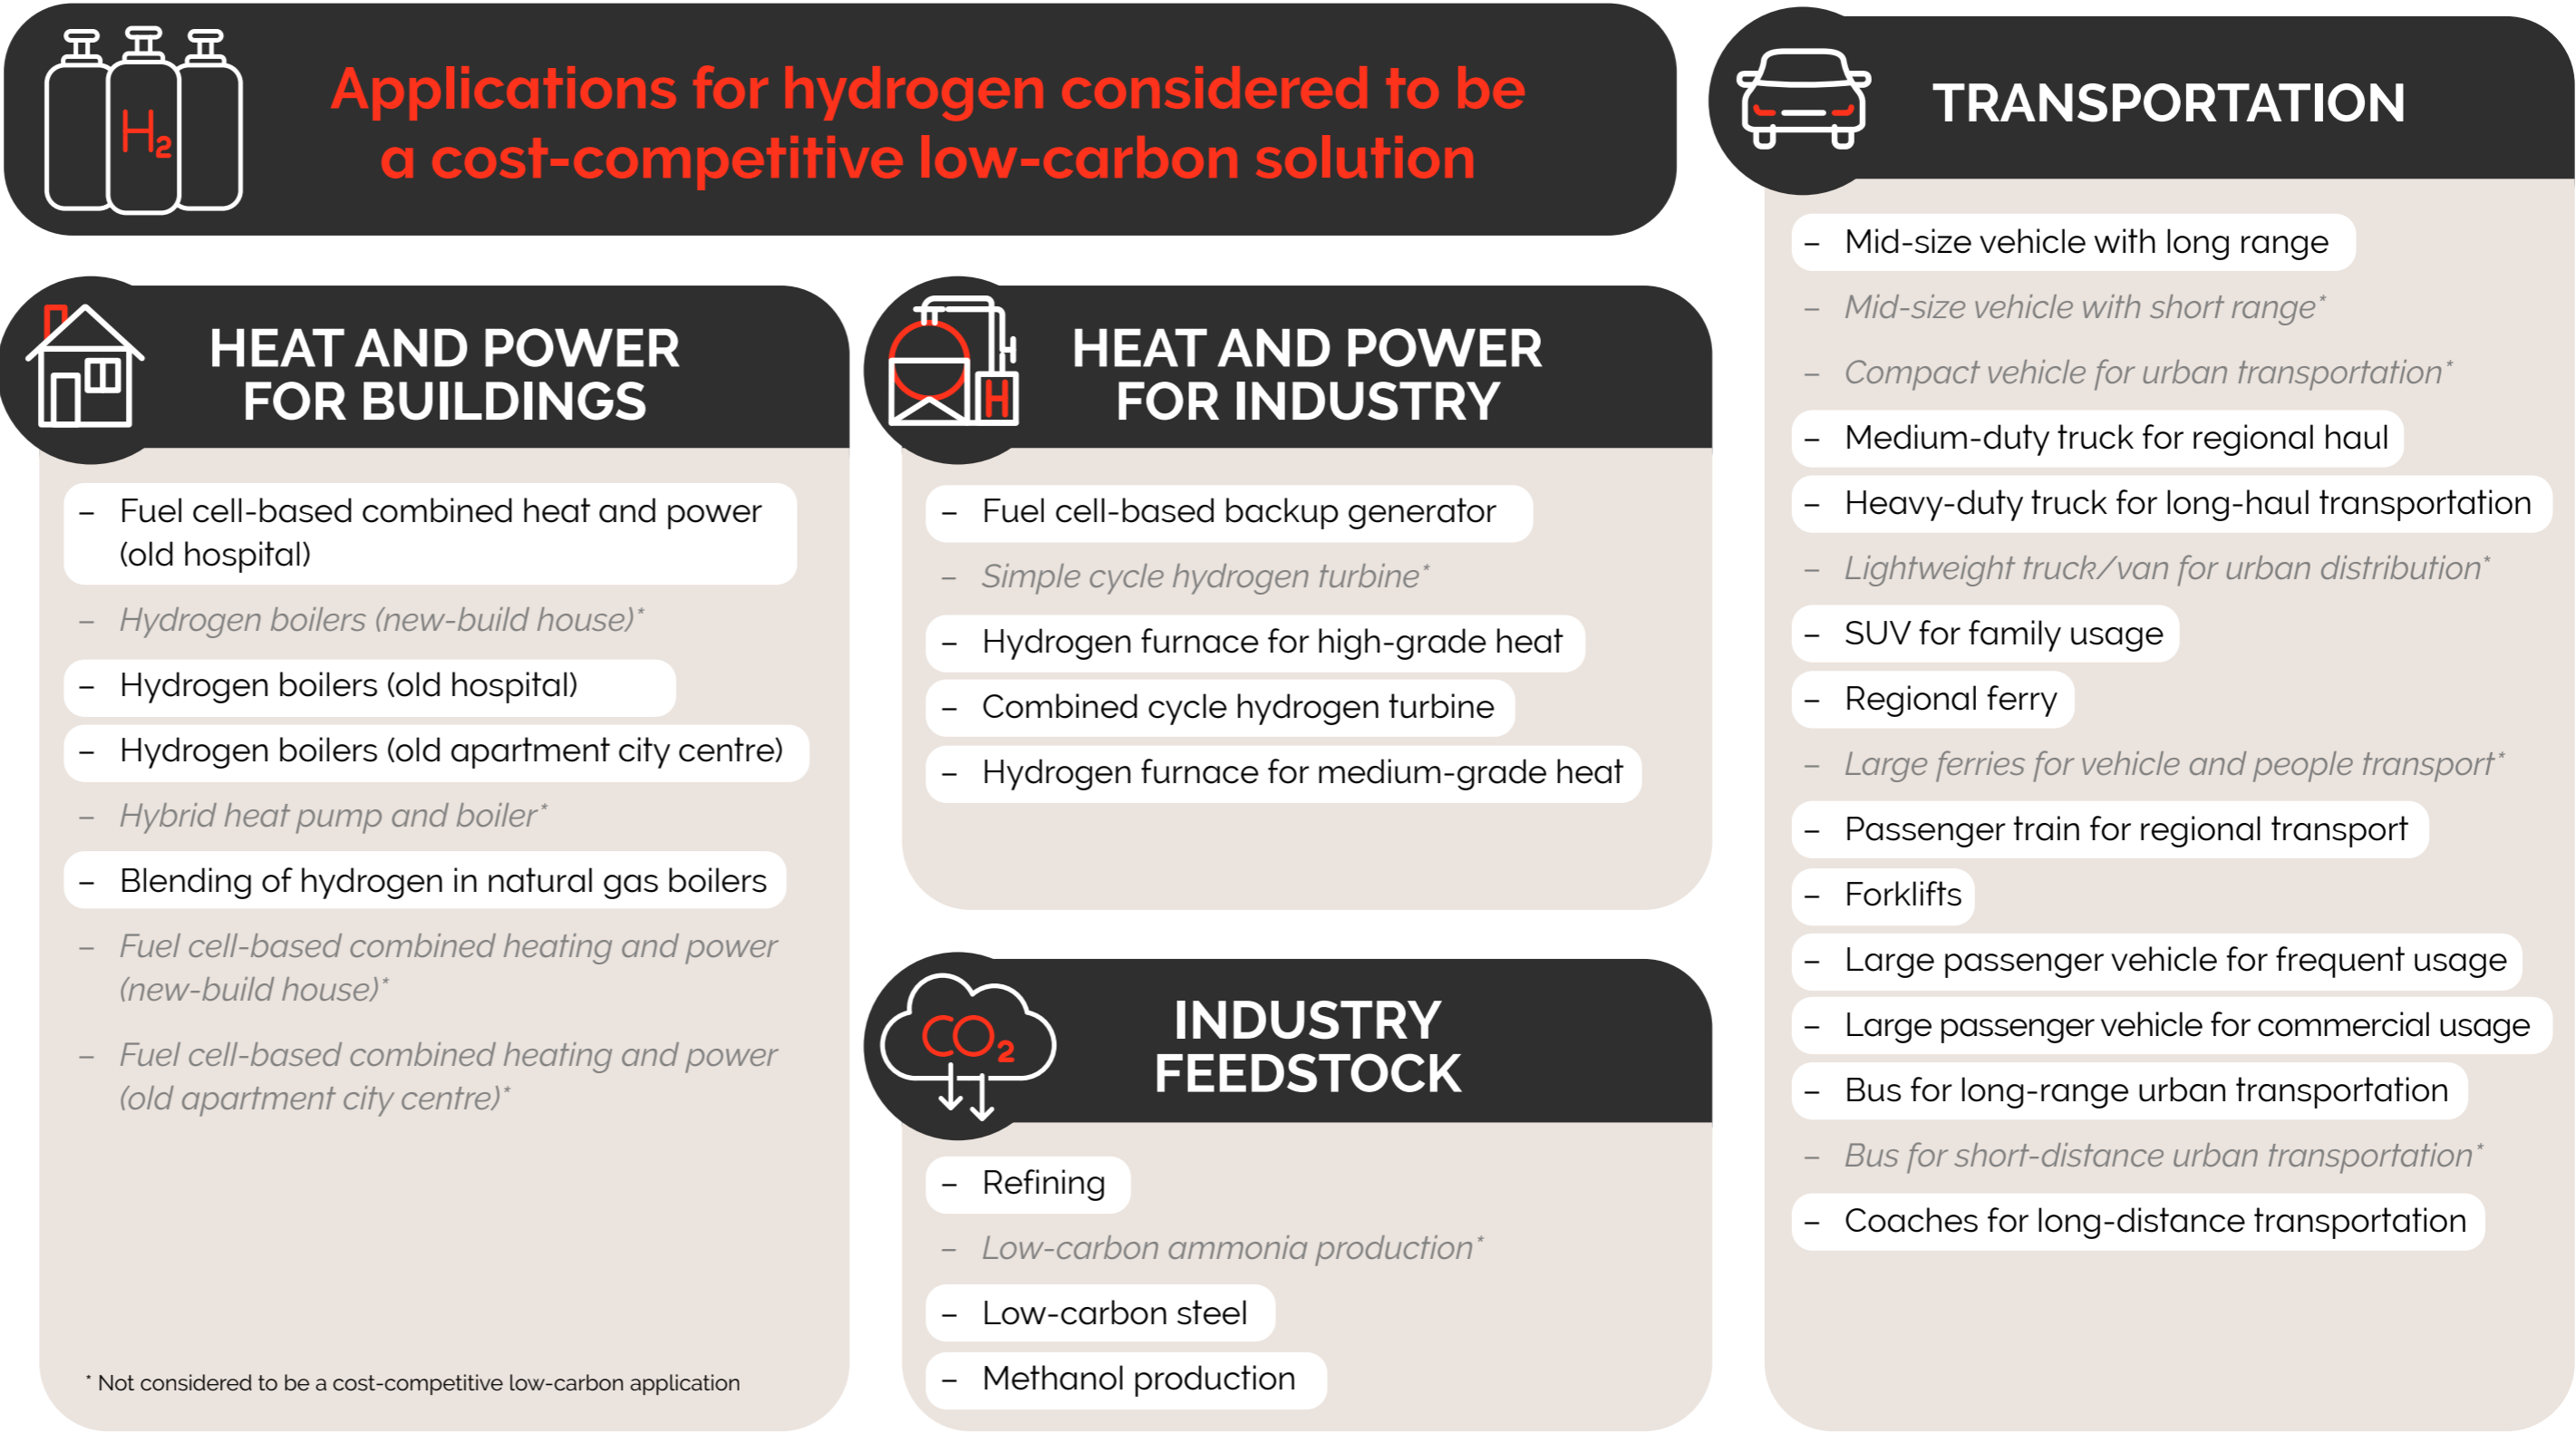 H₂
Applications for hydrogen considered to be
a cost-competitive low-carbon solution
HEAT AND POWER
FOR BUILDINGS
– Fuel cell-based combined heat and power
(old hospital)
– Hydrogen boilers (new-build house)*
– Hydrogen boilers (old hospital)
– Hydrogen boilers (old apartment city centre)
– Hybrid heat pump and boiler*
– Blending of hydrogen in natural gas boilers
– Fuel cell-based combined heating and power
(new-build house)*
– Fuel cell-based combined heating and power
(old apartment city centre)*
* Not considered to be a cost-competitive low-carbon application
H
HEAT AND POWER
FOR INDUSTRY
– Fuel cell-based backup generator
– Simple cycle hydrogen turbine*
– Hydrogen furnace for high-grade heat
– Combined cycle hydrogen turbine
– Hydrogen furnace for medium-grade heat
CO₂
INDUSTRY
FEEDSTOCK
– Refining
– Low-carbon ammonia production*
– Low-carbon steel
– Methanol production
TRANSPORTATION
– Mid-size vehicle with long range
– Mid-size vehicle with short range*
– Compact vehicle for urban transportation*
– Medium-duty truck for regional haul
– Heavy-duty truck for long-haul transportation
– Lightweight truck/van for urban distribution*
– SUV for family usage
– Regional ferry
– Large ferries for vehicle and people transport*
– Passenger train for regional transport
– Forklifts
– Large passenger vehicle for frequent usage
– Large passenger vehicle for commercial usage
– Bus for long-range urban transportation
– Bus for short-distance urban transportation*
– Coaches for long-distance transportation